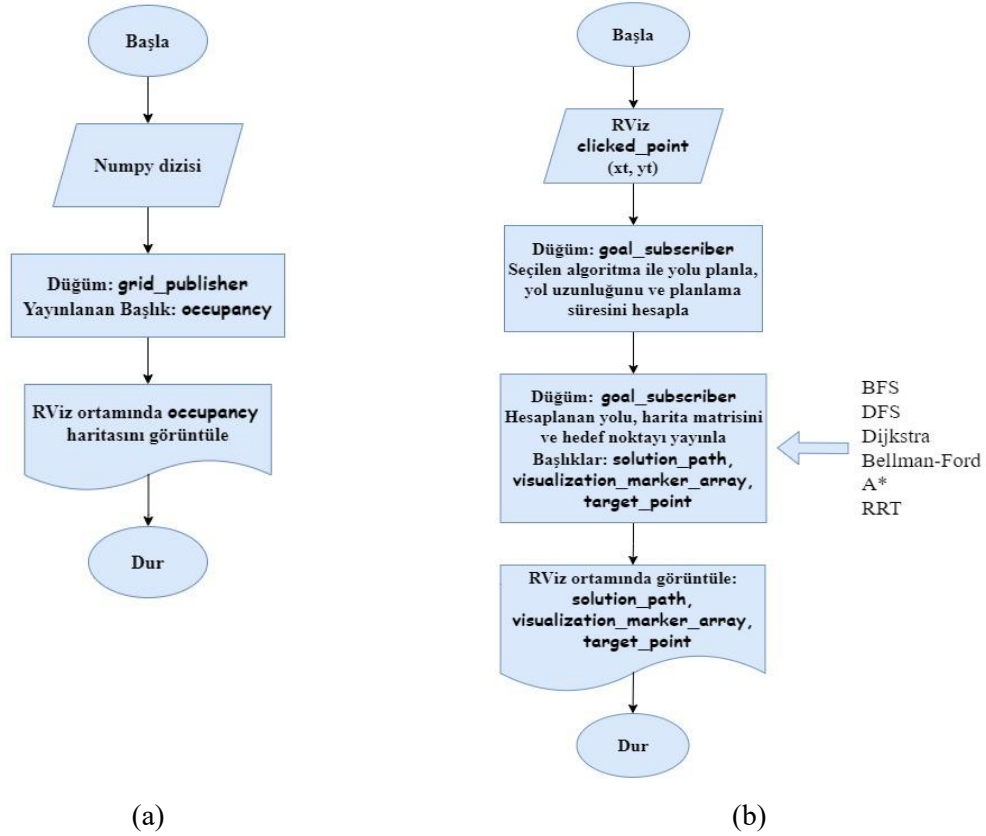 Başla
Numpy dizisi
Düğüm: grid_publisher
Yayınlanan Başlık: occupancy
RViz ortamında occupancy
haritasını görüntüle
Dur
(a)
Başla
RViz
clicked_point
(xt, yt)
Düğüm: goal_subscriber
Seçilen algoritma ile yolu planla,
yol uzunluğunu ve planlama
süresini hesapla
Düğüm: goal_subscriber
Hesaplanan yolu, harita matrisini
ve hedef noktayı yayınla
Başlıklar: solution_path,
visualization_marker_array,
target_point
BFS
DFS
Dijkstra
Bellman-Ford
A*
RRT
RViz ortamında görüntüle:
solution_path,
visualization_marker_array,
target_point
Dur
(b)